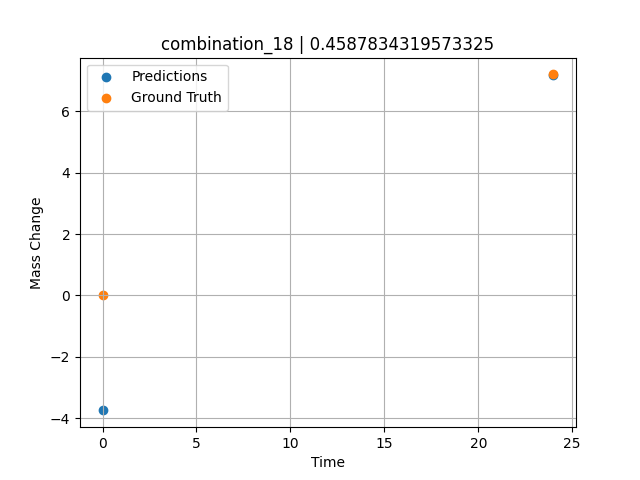 combination_18 | 0.4587834319573325
Predictions
Ground Truth
6
4
2
0
−2
−4
Mass Change
0 5 10 15 20 25
Time